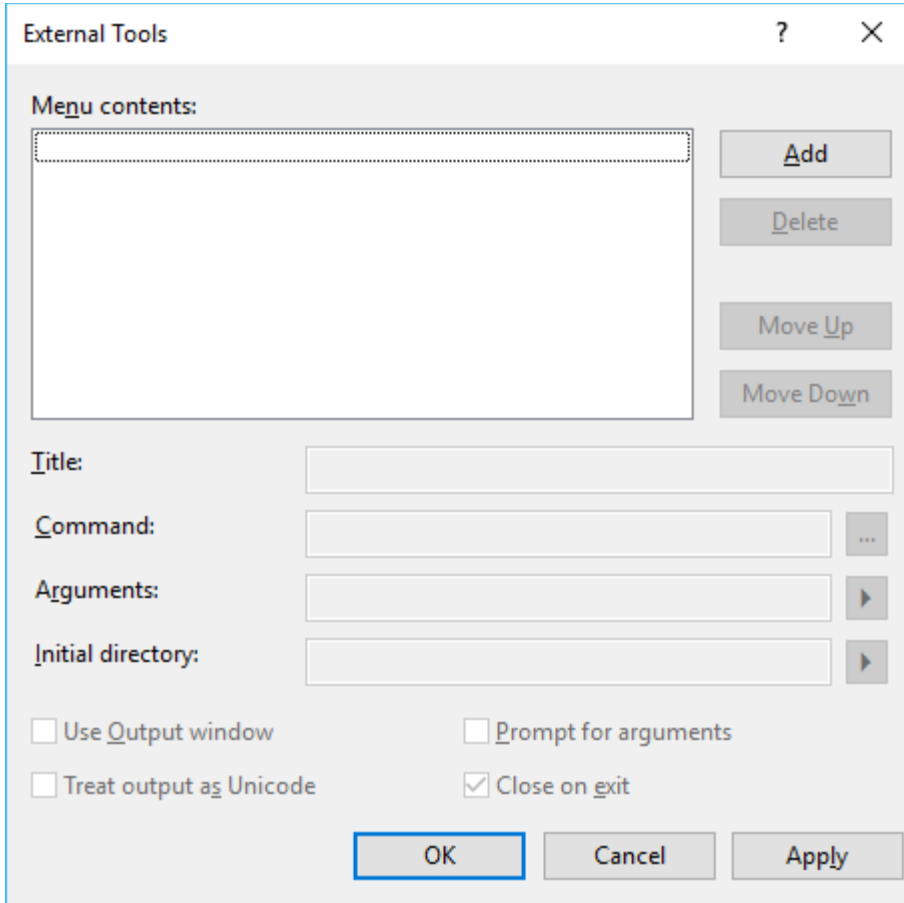 External Tools ?
Menu contents:
Add
Delete
Move Up
Move Down
Title:
Command: ...
Arguments:
Initial directory:
Use Output window Prompt for arguments
Treat output as Unicode Close on exit
OK Cancel Apply